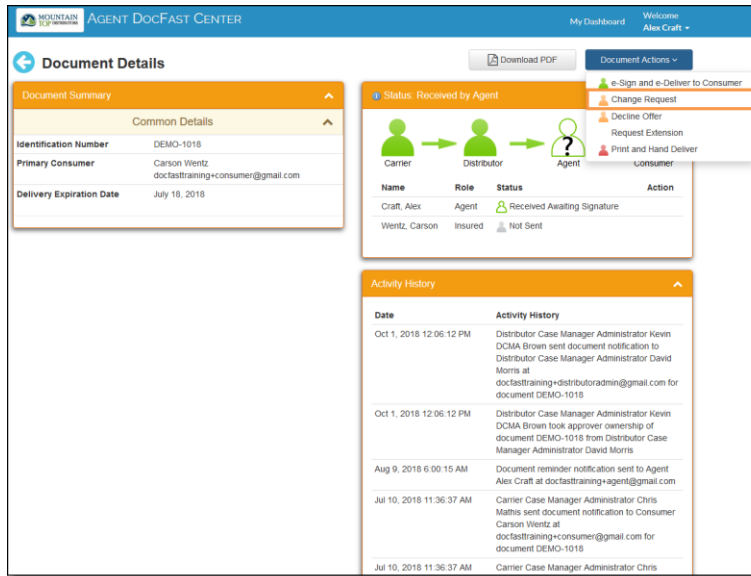 MOUNTAIN
TOP DISTRIBUTORS
AGENT DOCFAST CENTER
My Dashboard
Welcome
Alex Craft
Document Details
Download PDF
Document Actions
e-Sign and e-Deliver to Consumer
Change Request
Decline Offer
Request Extension
Print and Hand Deliver
Document Summary
Common Details
Identification Number DEMO-1018
Primary Consumer Carson Wentz
docfasttraining+consumer@gmail.com
Delivery Expiration Date July 18, 2018
Status: Received by Agent
?
Carrier Distributor Agent Consumer
Name Role Status Action
Craft, Alex Agent Received Awaiting Signature
Wentz, Carson Insured Not Sent
Activity History
Date Activity History
Oct 1, 2018 12:06:12 PM Distributor Case Manager Administrator Kevin
DCMA Brown sent document notification to
Distributor Case Manager Administrator David
Morris at
docfasttraining+distributoradmin@gmail.com for
document DEMO-1018
Oct 1, 2018 12:06:12 PM Distributor Case Manager Administrator Kevin
DCMA Brown took approver ownership of
document DEMO-1018 from Distributor Case
Manager Administrator David Morris
Aug 9, 2018 6:00:15 AM Document reminder notification sent to Agent
Alex Craft at docfasttraining+agent@gmail.com
Jul 10, 2018 11:36:37 AM Carrier Case Manager Administrator Chris
Mathis sent document notification to Consumer
Carson Wentz at
docfasttraining+consumer@gmail.com for
document DEMO-1018
Jul 10, 2018 11:36:37 AM Carrier Case Manager Administrator Chris